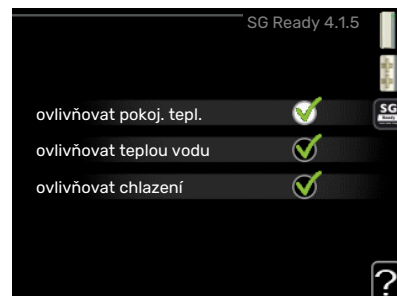 SG Ready 4.1.5
SG
Ready
ovlivňovat pokoj. tepl.
ovlivňovat teplou vodu
ovlivňovat chlazení
?